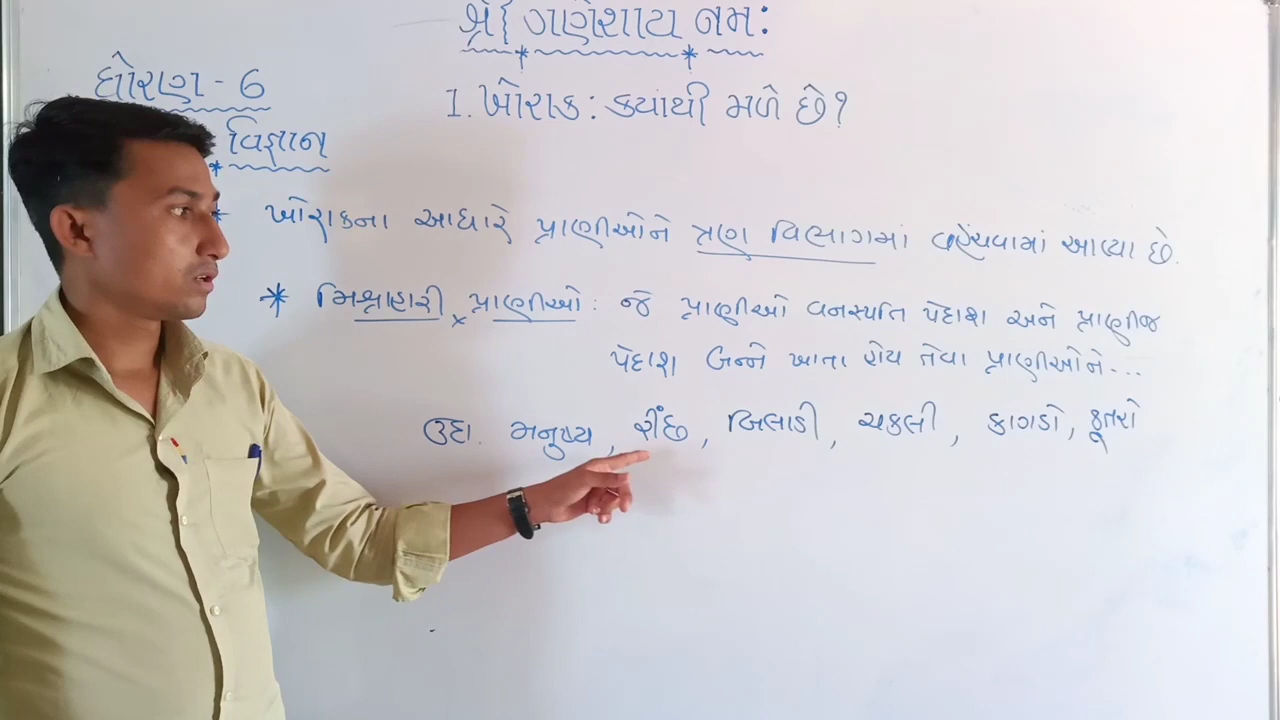 શ્રી ગણેશાય નમ:
ધોરણ - 6
1. ખોરાક : ક્યાંથી મળે છે?
વિજ્ઞાન
* ખોરાકના આધારે પ્રાણીઓને ત્રણ વિભાગમાં વહેંચવામાં આવ્યા છે.
* મિશ્રાહારી પ્રાણીઓ : જે પ્રાણીઓ વનસ્પતિ પેદાશ અને પ્રાણીજ
પેદાશ બન્ને ખાતા હોય તેવા પ્રાણીઓને...
ઉદા. મનુષ્ય, રીંછ, બિલાડી, ચકલી, કાગડો, કૂતરો